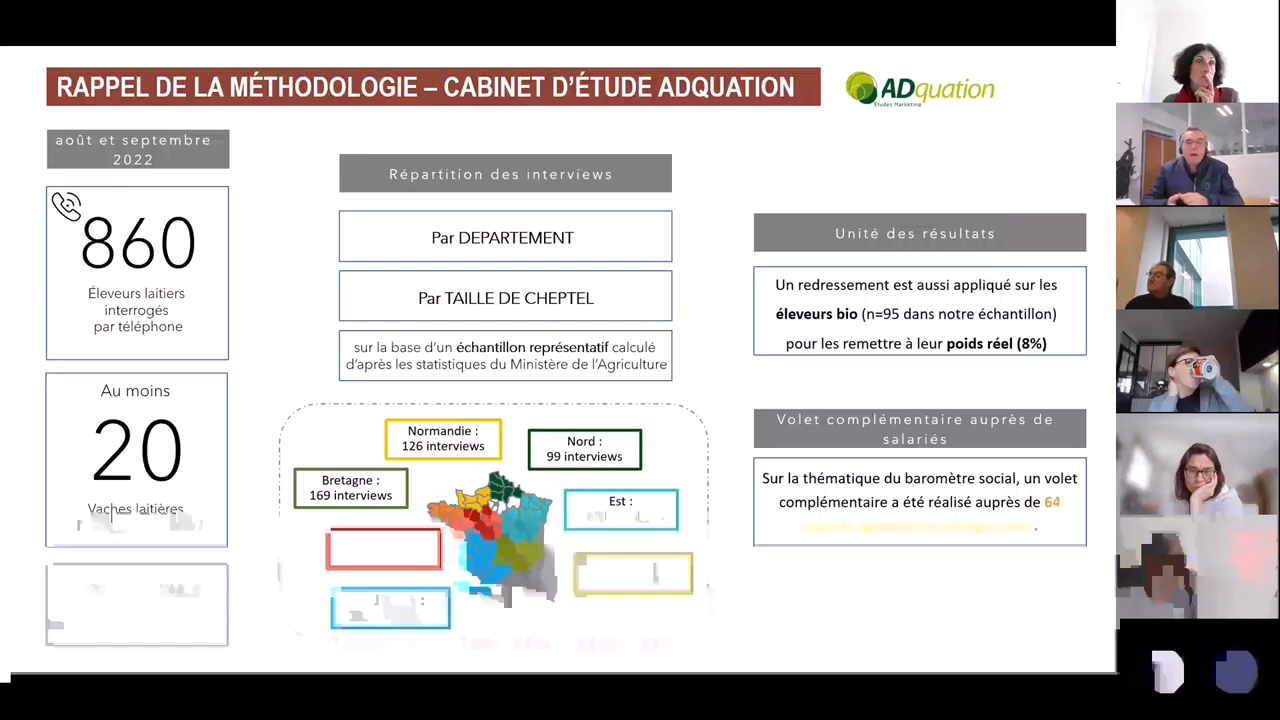 RAPPEL DE LA MÉTHODOLOGIE – CABINET D'ÉTUDE ADQUATION
ADquation
Études Marketing
août et septembre
2022
860
Éleveurs laitiers
interrogés
par téléphone
Au moins
20
Vaches laitières
Répartition des interviews
Par DEPARTEMENT
Par TAILLE DE CHEPTEL
sur la base d'un échantillon représentatif calculé
d'après les statistiques du Ministère de l'Agriculture
Normandie :
126 interviews
Nord :
99 interviews
Bretagne :
169 interviews
Est :
Unité des résultats
Un redressement est aussi appliqué sur les
éleveurs bio (n=95 dans notre échantillon)
pour les remettre à leur poids réel (8%)
Volet complémentaire auprès de
salariés
Sur la thématique du baromètre social, un volet
complémentaire a été réalisé auprès de 64